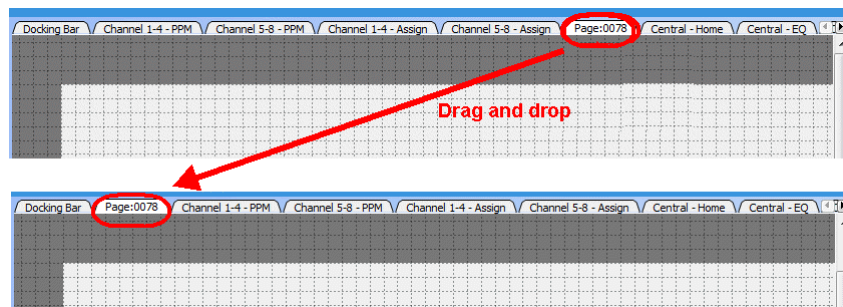 Docking Bar Channel 1-4 - PPM Channel 5-8 - PPM Channel 1-4 - Assign Channel 5-8 - Assign Page:0078 Central - Home Central - EQ
Drag and drop
Docking Bar Page:0078 Channel 1-4 - PPM Channel 5-8 - PPM Channel 1-4 - Assign Channel 5-8 - Assign Central - Home Central - EQ